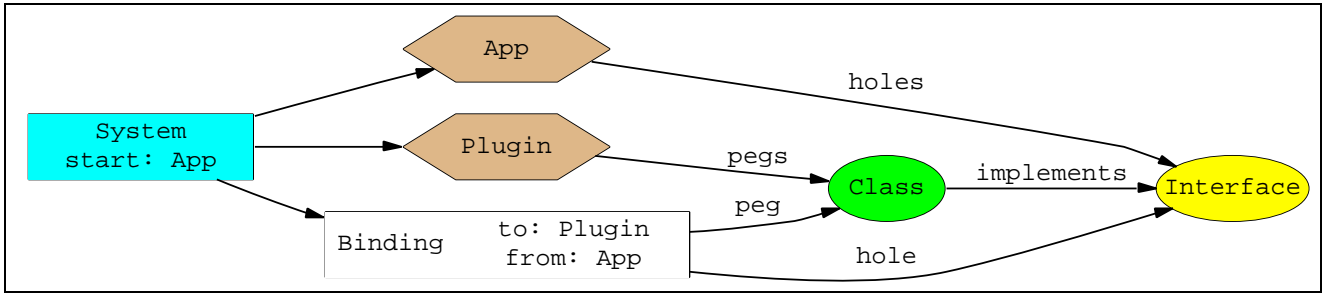 App
holes
System
start: App
Plugin
pegs
Class
implements
Interface
peg
Binding
to: Plugin
from: App
hole